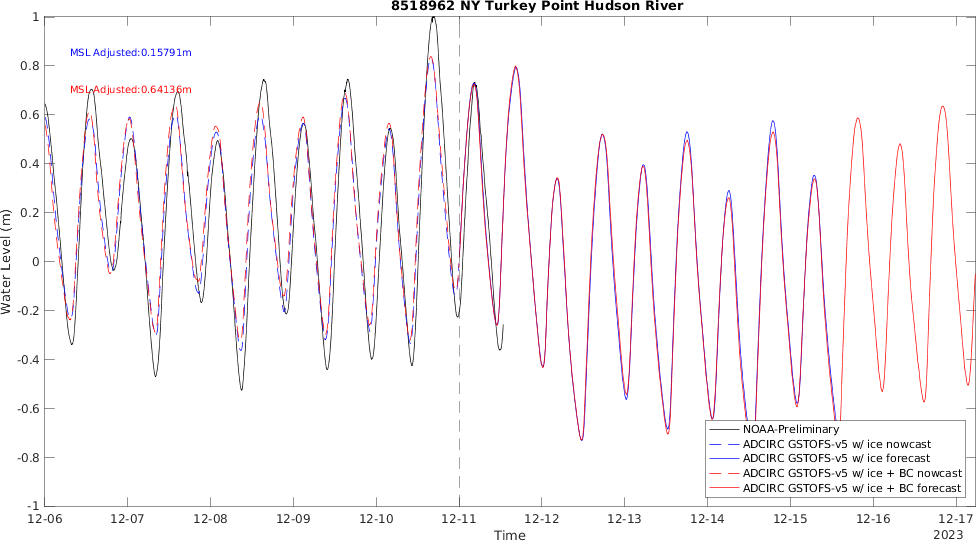 8518962 NY Turkey Point Hudson River
1
0.8
0.6
0.4
0.2
0
-0.2
-0.4
-0.6
-0.8
-1
Water Level (m)
MSL Adjusted:0.15791m
MSL Adjusted:0.64136m
NOAA-Preliminary
ADCIRC GSTOFS-v5 w/ ice nowcast
ADCIRC GSTOFS-v5 w/ ice forecast
ADCIRC GSTOFS-v5 w/ ice + BC nowcast
ADCIRC GSTOFS-v5 w/ ice + BC forecast
12-06 12-07 12-08 12-09 12-10 12-11 12-12 12-13 12-14 12-15 12-16 12-17
Time
2023